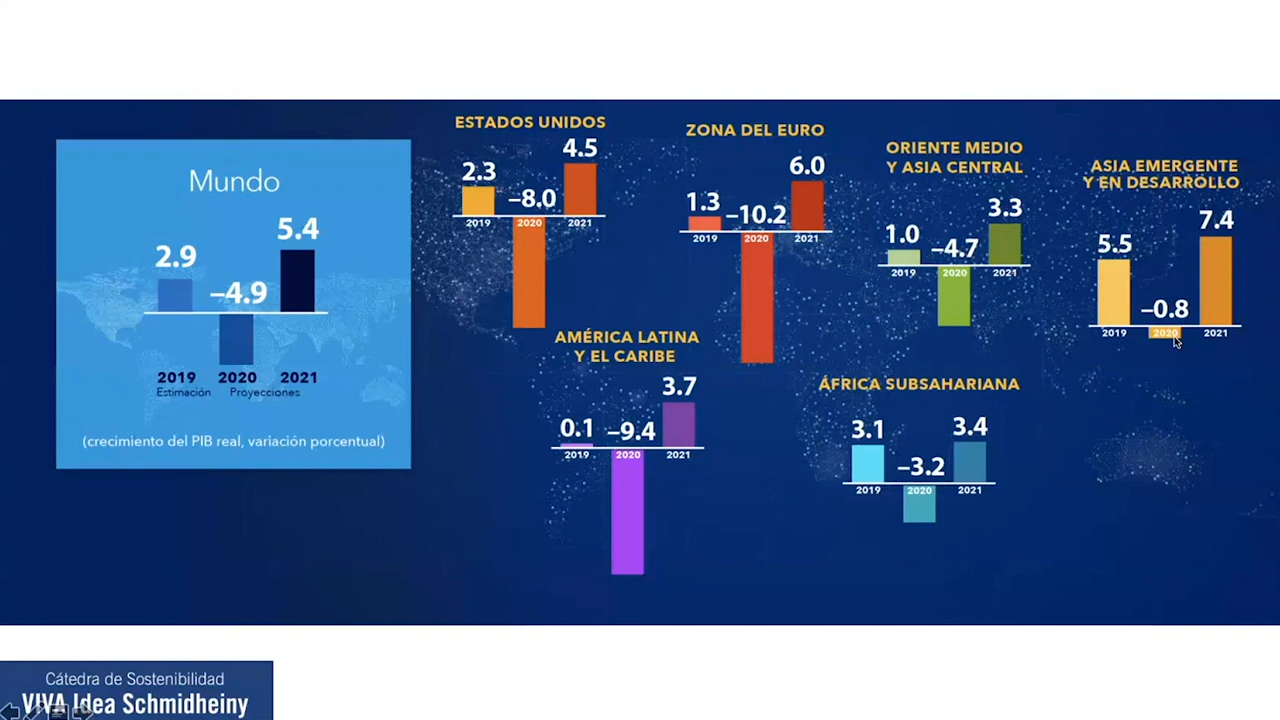 Mundo
2.9
–4.9
5.4
2019
2020
2021
Estimación
Proyecciones
(crecimiento del PIB real, variación porcentual)
ESTADOS UNIDOS
2.3
–8.0
4.5
2019
2020
2021
ZONA DEL EURO
1.3
–10.2
6.0
2019
2020
2021
ORIENTE MEDIO
Y ASIA CENTRAL
1.0
–4.7
3.3
2019
2020
2021
ASIA EMERGENTE
Y EN DESARROLLO
5.5
–0.8
7.4
2019
2020
2021
AMÉRICA LATINA
Y EL CARIBE
0.1
–9.4
3.7
2019
2020
2021
ÁFRICA SUBSAHARIANA
3.1
–3.2
3.4
2019
2020
2021
Cátedra de Sostenibilidad
VIVA Idea Schmidheiny